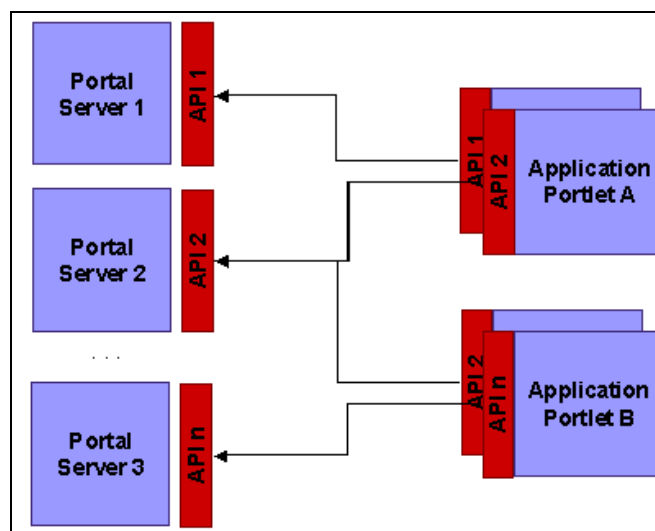 Portal
Server 1
API 1
Portal
Server 2
API 2
. . .
Portal
Server 3
API n
API 1
API 2
Application
Portlet A
API 2
API n
Application
Portlet B